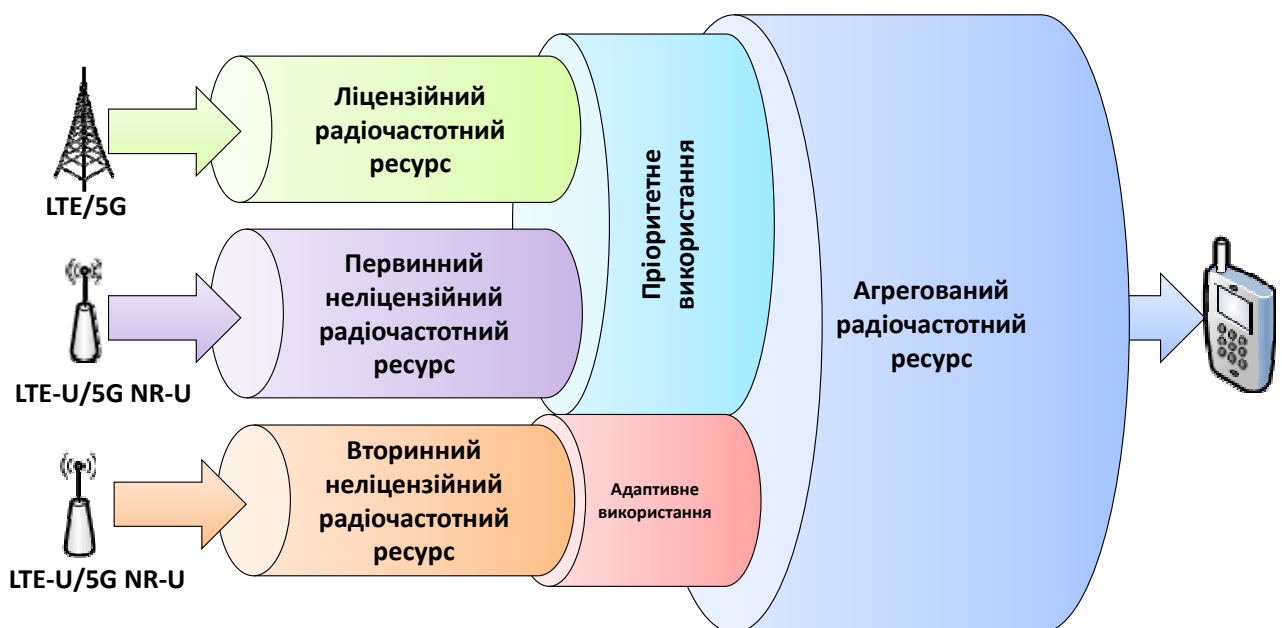 Ліцензійний
радіочастотний
ресурс
LTE/5G
Первинний
неліцензійний
радіочастотний
ресурс
LTE-U/5G NR-U
Вторинний
неліцензійний
радіочастотний
ресурс
LTE-U/5G NR-U
Пріоритетне
використання
Адаптивне
використання
Агрегований
радіочастотний
ресурс